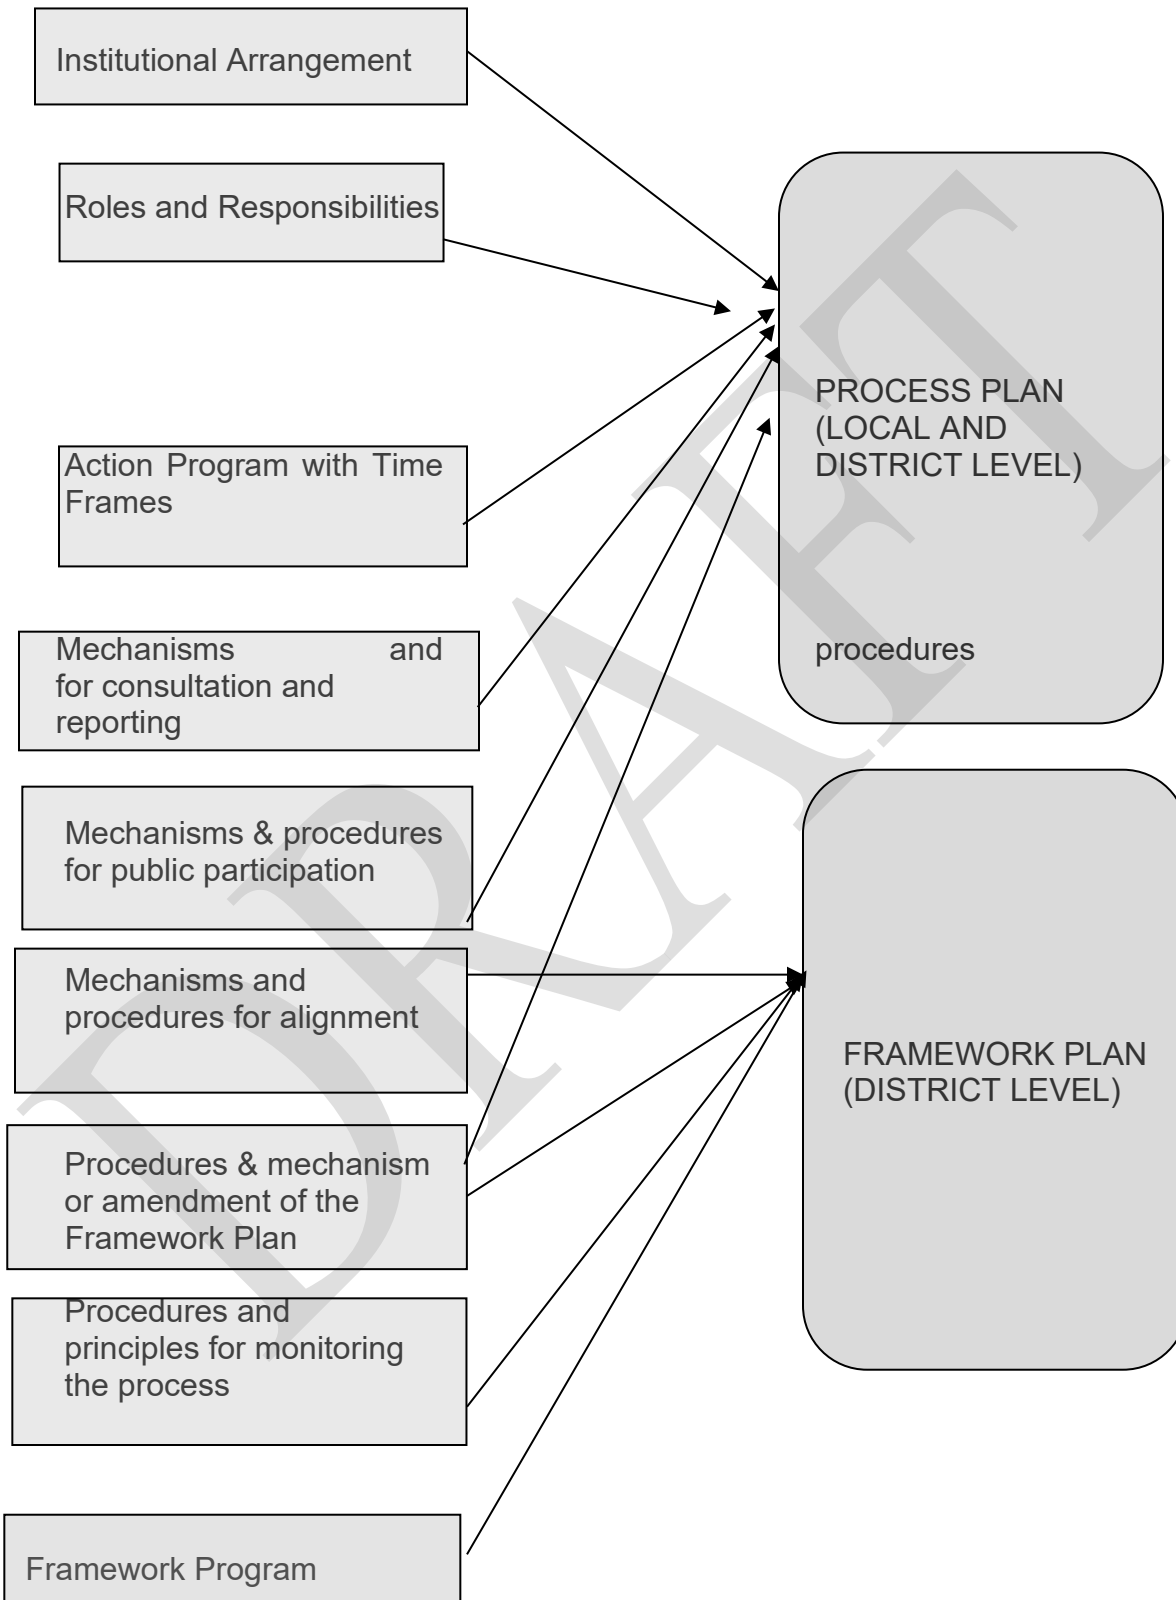 Institutional Arrangement
Roles and Responsibilities
Action Program with Time
Frames
Mechanisms and
for consultation and
reporting
Mechanisms & procedures
for public participation
Mechanisms and
procedures for alignment
Procedures & mechanism
or amendment of the
Framework Plan
Procedures and
principles for monitoring
the process
Framework Program
PROCESS PLAN
(LOCAL AND
DISTRICT LEVEL)
procedures
FRAMEWORK PLAN
(DISTRICT LEVEL)
DRAFT